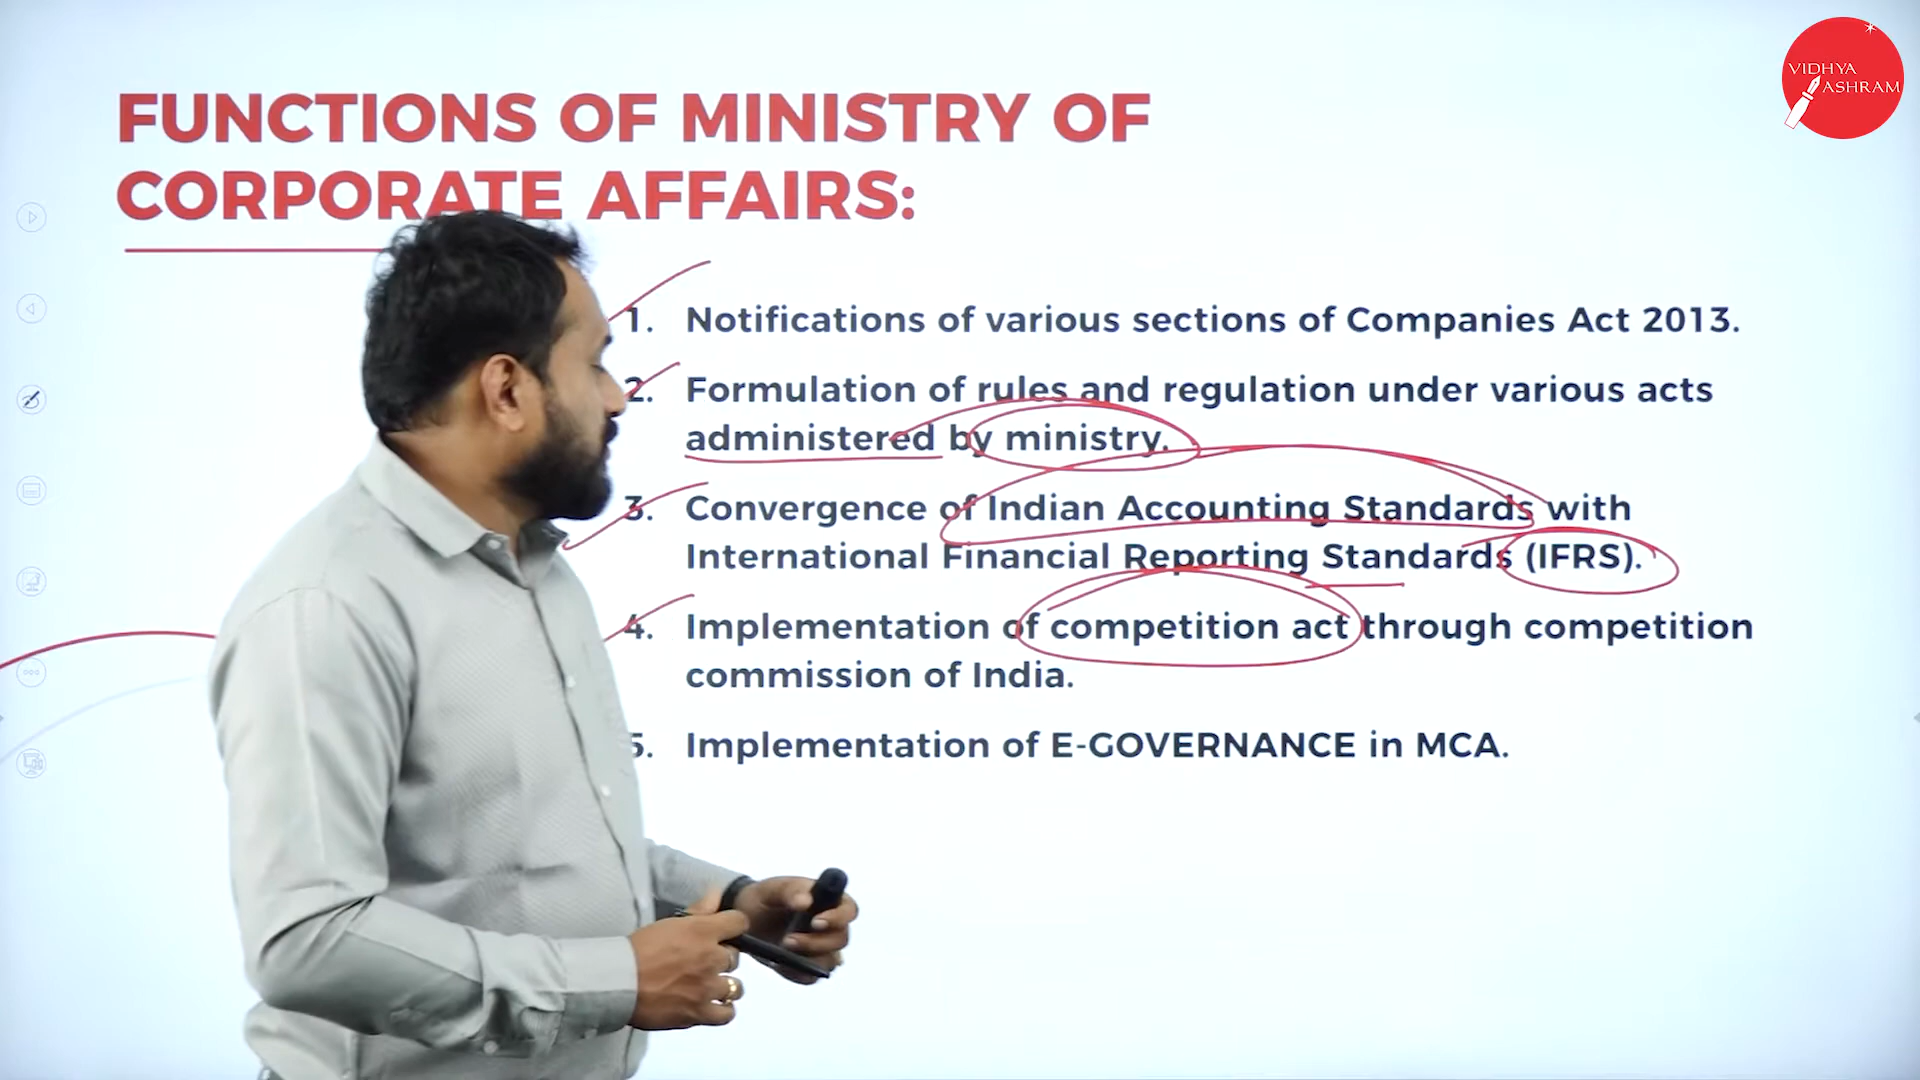 VIDHYA
ASHRAM
FUNCTIONS OF MINISTRY OF
CORPORATE AFFAIRS:
1. Notifications of various sections of Companies Act 2013.
2. Formulation of rules and regulation under various acts
administered by ministry.
3. Convergence of Indian Accounting Standards with
International Financial Reporting Standards (IFRS).
4. Implementation of competition act through competition
commission of India.
5. Implementation of E-GOVERNANCE in MCA.